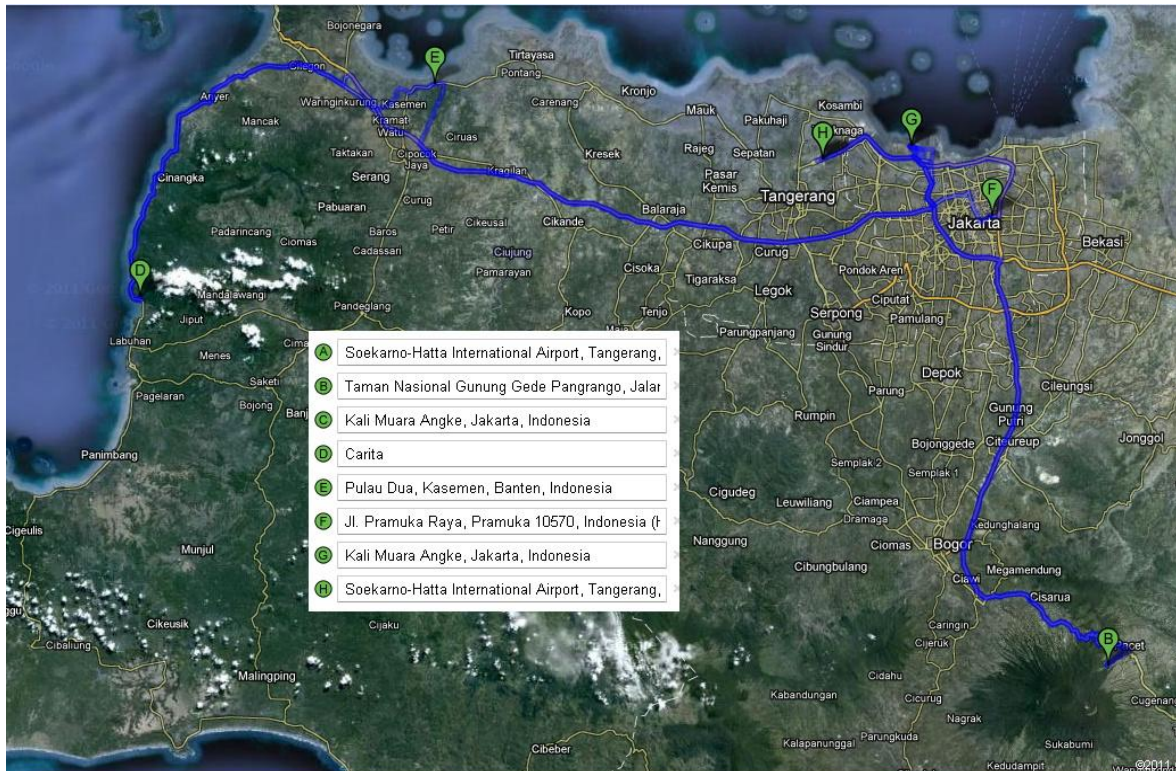 Bojonegara
Tirtayasa
Pontang
Cilegon
Kronjo
Kosambi
Anyer
Waringinkurung
Kasemen
Carenang
Mauk
Pakuhaji
Mancak
Kramat
Watu
Ciruas
Taktakan
Cipocok
Jaya
Kresek
Rajeg
Sepatan
Serang
Kragilan
Pasar
Kemis
Cinangka
Tangerang
Pabuaran
Curug
Cikeusal
Petir
Cikande
Balaraja
Jakarta
Padarincang
Ciomas
Baros
Cadassari
Ciujung
Cikupa
Curug
Bekasi
Pamarayan
Cisoka
Tigaraksa
Pondok Aren
Mandalawangi
Legok
Ciputat
Jiput
Pandeglang
Kopo
Tenjo
Serpong
Pamulang
Labuhan
Menes
Parungpanjang
Gunung
Sindur
Saketi
Depok
Cileungsi
Pagelaran
Bojong
Parung
Rumpin
Gunung
Putri
Bojonggede
Citeureup
Jonggol
Panimbang
Semplak 2
Semplak 1
Cigudeg
Leuwiliang
Ciampea
Dramaga
Kedunghalang
Cigeulis
Munjul
Nanggung
Ciomas
Bogor
Cibungbulang
Megamendung
Ciawi
Cisarua
Cikeusik
Cijaku
Caringin
Cijeruk
Cibaliung
Malingping
Cidahu
Kabandungan
Cicurug
Cugenang
Nagrak
Cibeber
Kalapanunggal
Parungkuda
Sukabumi
Kedudampit
©2011
A Soekarno-Hatta International Airport, Tangerang,
B Taman Nasional Gunung Gede Pangrango, Jalar
C Kali Muara Angke, Jakarta, Indonesia
D Carita
E Pulau Dua, Kasemen, Banten, Indonesia
F Jl. Pramuka Raya, Pramuka 10570, Indonesia (H
G Kali Muara Angke, Jakarta, Indonesia
H Soekarno-Hatta International Airport, Tangerang,
D
E
H
G
F
B